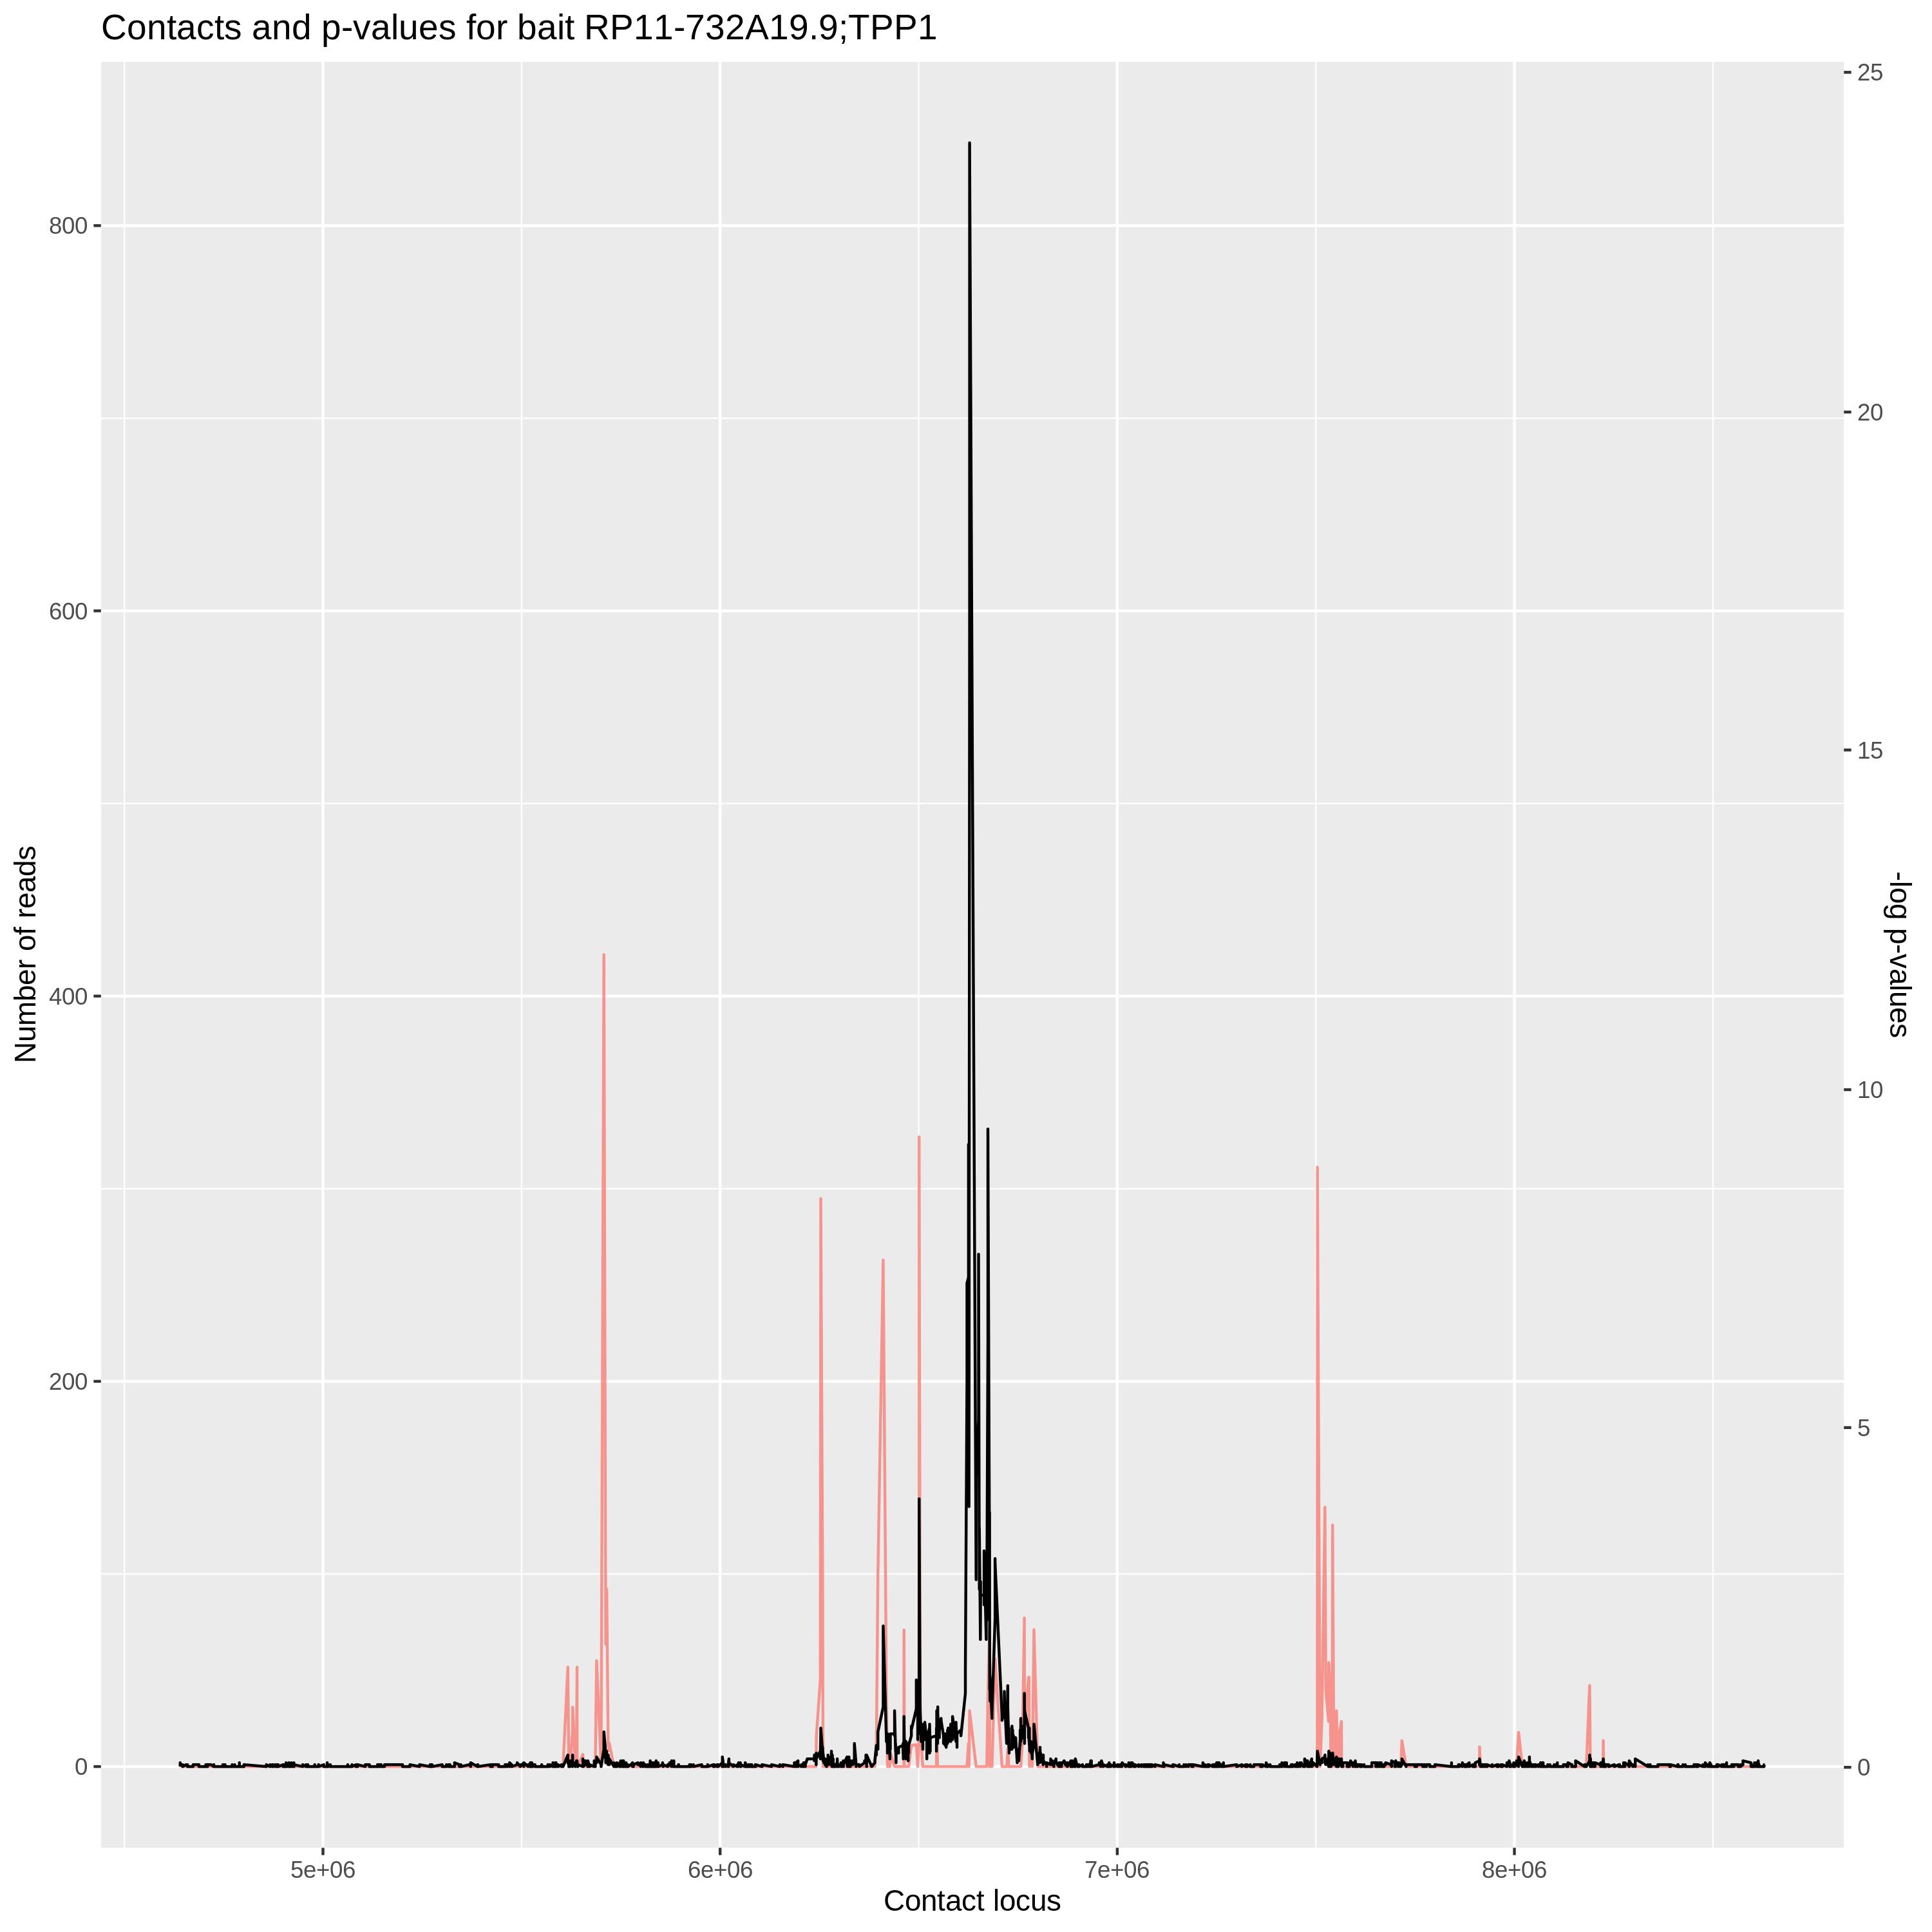 Contacts and p-values for bait RP11-732A19.9;TPP1
25
800
20
600
15
Number of reads
-log p-values
400
10
200
5
0
0
5e+06
6e+06
7e+06
8e+06
Contact locus